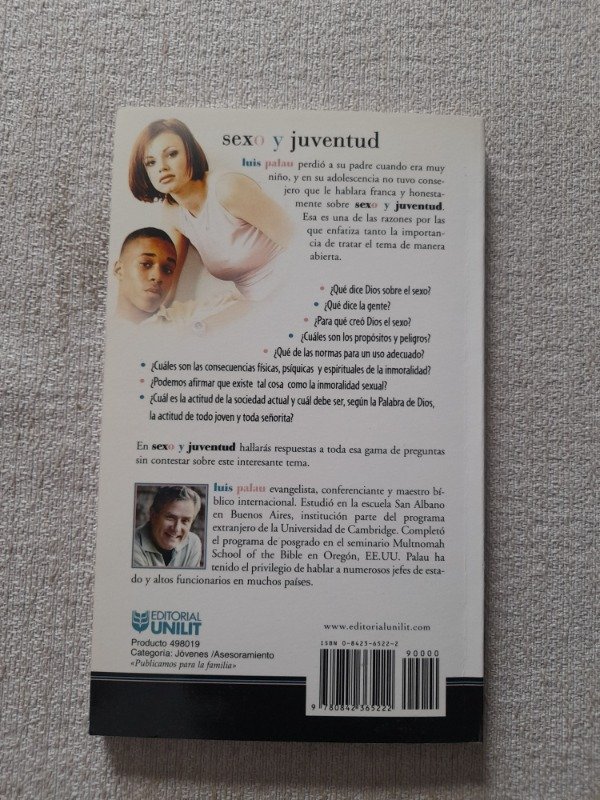 sexo y juventud
luis palau perdió a su padre cuando era muy
niño, y en su adolescencia no tuvo conse-
jero que le hablara franca y honesta-
mente sobre sexo y juventud.
Esa es una de las razones por las
que enfatiza tanto la importan-
cia de tratar el tema de manera
abierta.
• ¿Qué dice Dios sobre el sexo?
• ¿Qué dice la gente?
• ¿Para qué creó Dios el sexo?
• ¿Cuáles son los propósitos y peligros?
• ¿Qué de las normas para un uso adecuado?
• ¿Cuáles son las consecuencias físicas, psíquicas y espirituales de la inmoralidad?
• ¿Podemos afirmar que existe tal cosa como la inmoralidad sexual?
• ¿Cuál es la actitud de la sociedad actual y cuál debe ser, según la Palabra de Dios,
la actitud de todo joven y toda señorita?
En sexo y juventud hallarás respuestas a toda esa gama de preguntas
sin contestar sobre este interesante tema.
luis palau evangelista, conferenciante y maestro bí-
blico internacional. Estudió en la escuela San Albano
en Buenos Aires, institución parte del programa
extranjero de la Universidad de Cambridge. Completó
el programa de posgrado en el seminario Multnomah
School of the Bible en Oregón, EE.UU. Palau ha
tenido el privilegio de hablar a numerosos jefes de esta-
do y altos funcionarios en muchos países.
EDITORIAL
UNILIT
Producto 498019
Categoría: Jóvenes /Asesoramiento
«Publicamos para la familia»
www.editorialunilit.com
ISBN 0-8423-6522-2
90000
9 780842 365222